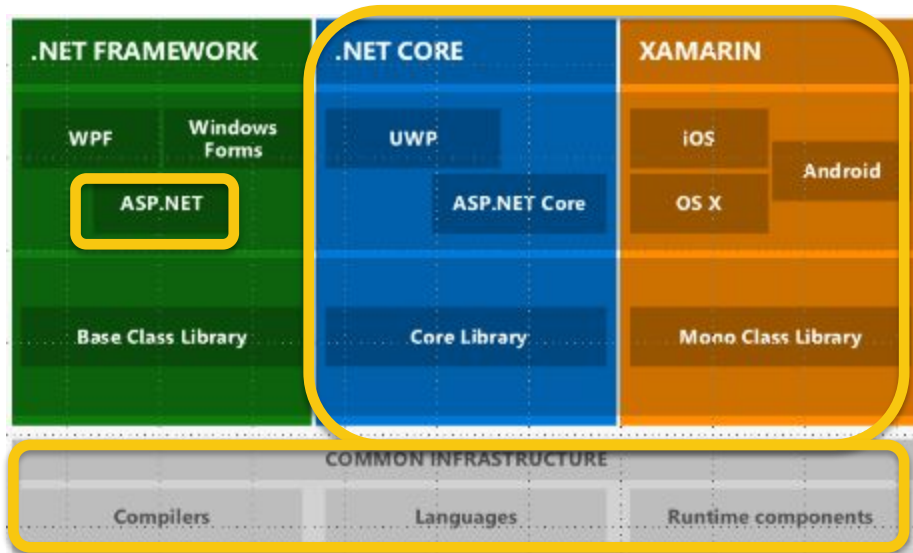 .NET FRAMEWORK
.NET CORE
XAMARIN
WPF
Windows
Forms
ASP.NET
UWP
ASP.NET Core
iOS
Android
OS X
Base Class Library
Core Library
Mono Class Library
COMMON INFRASTRUCTURE
Compilers
Languages
Runtime components